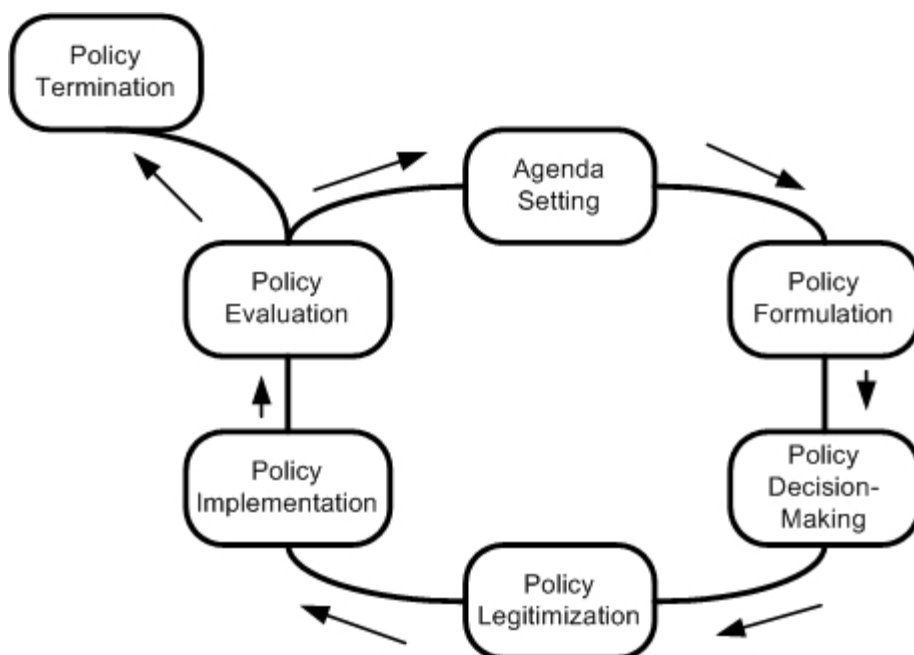 Policy
Termination
Agenda
Setting
Policy
Evaluation
Policy
Formulation
Policy
Implementation
Policy
Decision-
Making
Policy
Legitimization